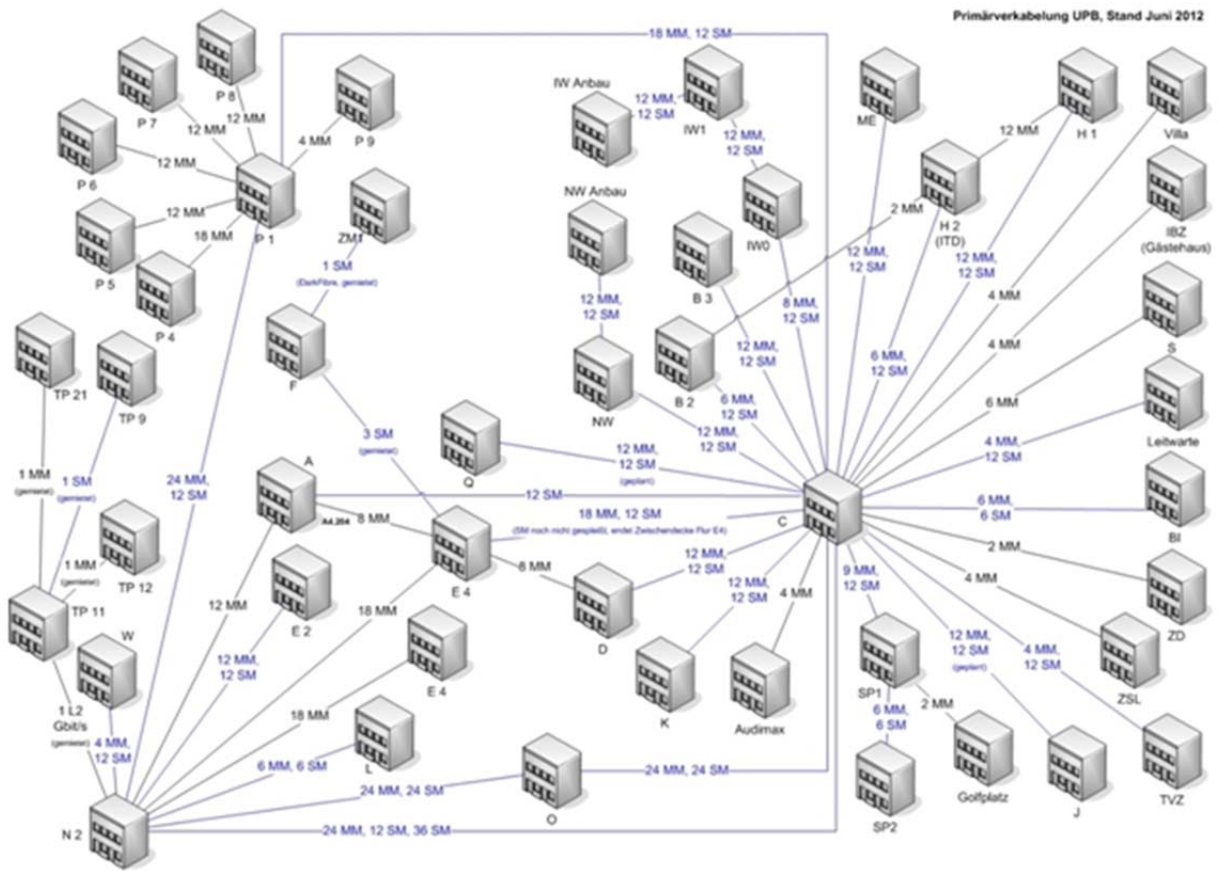 Primärverkabelung UPB, Stand Juni 2012
18 MM, 12 SM
P 8
P 7
12 MM
12 MM
P 9
4 MM
P 6
12 MM
12 MM
P 5
18 MM
P 1
P 4
ZM1
1 SM
(DarkFibre, gemietet)
F
3 SM
(gemietet)
IW Anbau
12 MM,
12 SM
IW1
12 MM,
12 SM
IW0
8 MM,
12 SM
NW Anbau
12 MM,
12 SM
NW
12 MM,
12 SM
B 3
12 MM,
12 SM
B 2
6 MM,
12 SM
ME
12 MM,
12 SM
H 1
12 MM
H 2
(ITD)
2 MM
12 MM,
12 SM
6 MM,
12 SM
Villa
4 MM
IBZ
(Gästehaus)
4 MM
S
6 MM
Leitwarte
4 MM,
12 SM
BI
6 MM,
6 SM
ZD
2 MM
ZSL
4 MM
TVZ
4 MM,
12 SM
J
12 MM,
12 SM
(geplant)
Golfplatz
2 MM
SP1
9 MM,
12 SM
6 MM,
6 SM
SP2
C
Q
12 MM,
12 SM
(geplant)
A
A4.204
12 SM
8 MM
18 MM, 12 SM
(SM noch nicht gespleißt, endet Zwischendecke Flur E4)
E 4
8 MM
D
12 MM,
12 SM
K
12 MM,
12 SM
Audimax
4 MM
TP 21
TP 9
1 MM
(gemietet)
1 SM
(gemietet)
TP 12
1 MM
(gemietet)
TP 11
1 L2
Gbit/s
(gemietet)
W
4 MM,
12 SM
24 MM,
12 SM
12 MM
E 2
12 MM,
12 SM
18 MM
E 4
18 MM
L
6 MM, 6 SM
O
24 MM, 24 SM
24 MM, 24 SM
N 2
24 MM, 12 SM, 36 SM